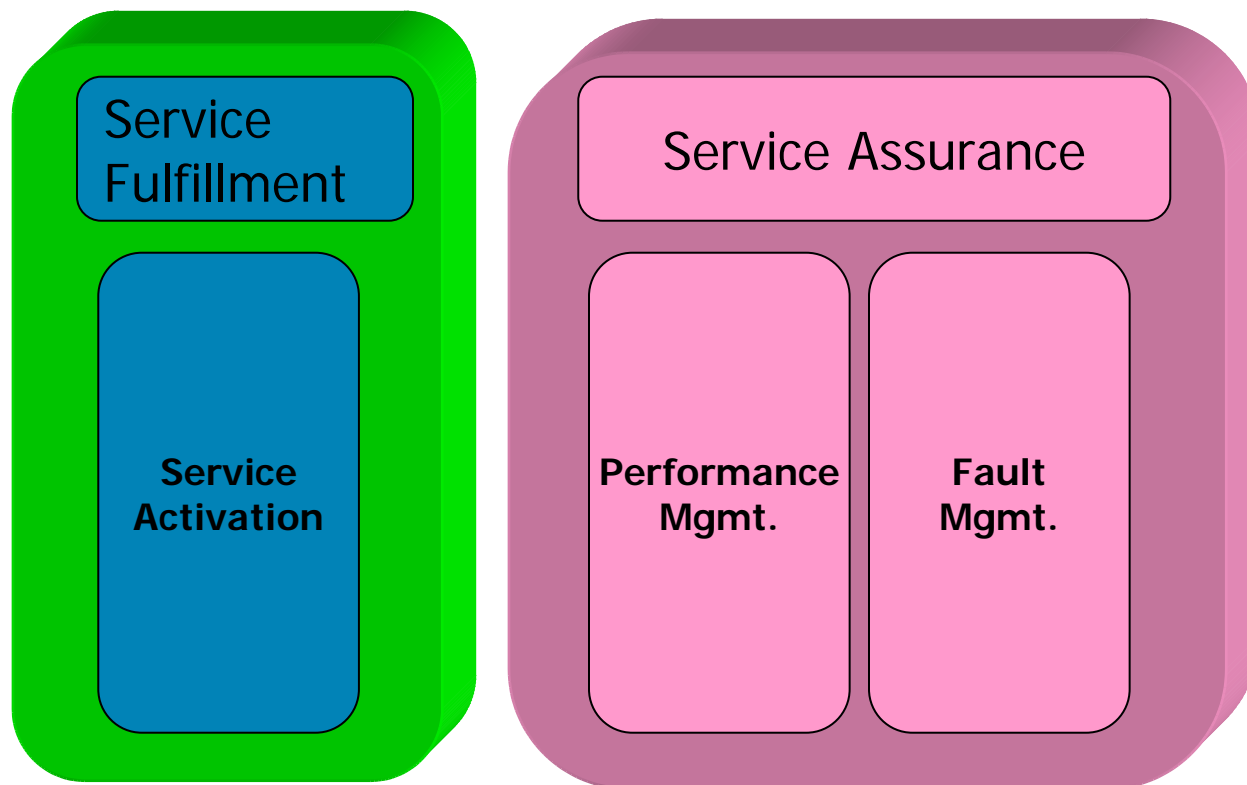 Service
Fulfillment
Service Assurance
Service
Activation
Performance
Mgmt.
Fault
Mgmt.